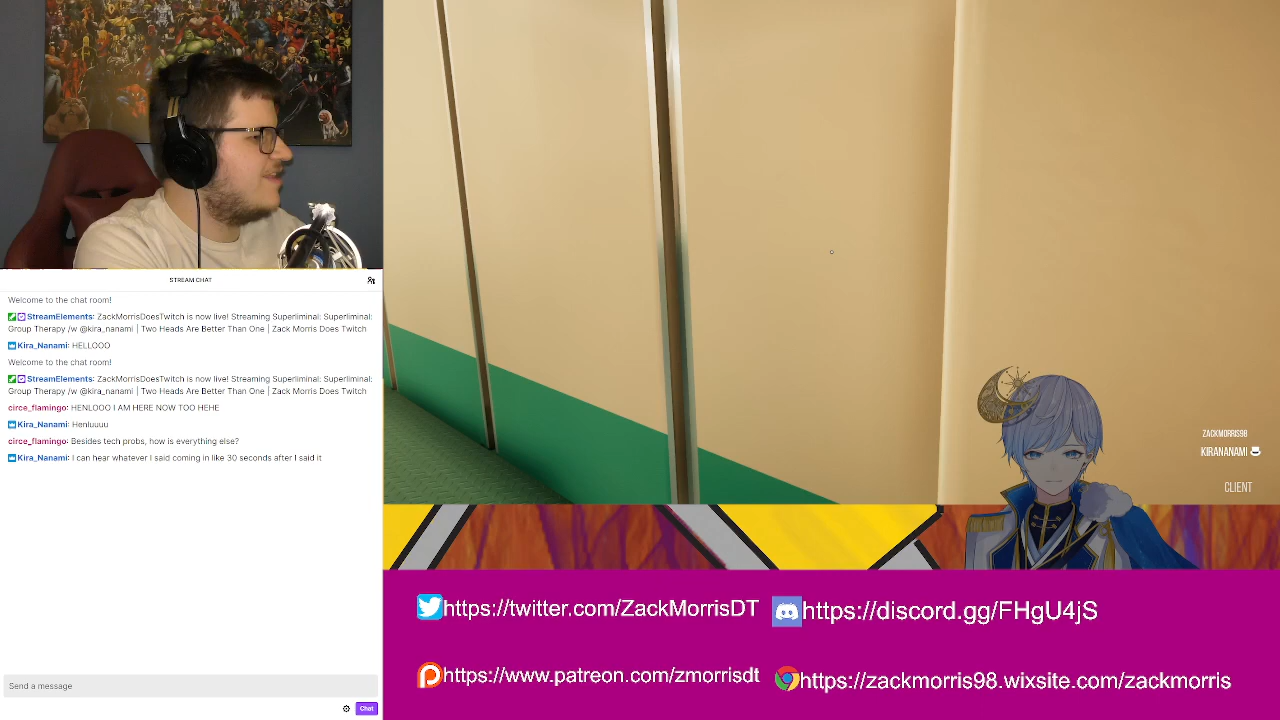 STREAM CHAT
Welcome to the chat room!
StreamElements: ZackMorrisDoesTwitch is now live! Streaming Superliminal: Superliminal:
Group Therapy /w @kira_nanami | Two Heads Are Better Than One | Zack Morris Does Twitch
Kira_Nanami: HELLOOO
Welcome to the chat room!
StreamElements: ZackMorrisDoesTwitch is now live! Streaming Superliminal: Superliminal:
Group Therapy /w @kira_nanami | Two Heads Are Better Than One | Zack Morris Does Twitch
circe_flamingo: HENLOOO I AM HERE NOW TOO HEHE
Kira_Nanami: Henluuuu
circe_flamingo: Besides tech probs, how is everything else?
Kira_Nanami: I can hear whatever I said coming in like 30 seconds after I said it
Send a message
Chat
ZACKMORRIS98
KIRANANAMI
CLIENT
https://twitter.com/ZackMorrisDT
https://discord.gg/FHgU4jS
https://www.patreon.com/zmorrisdt
https://zackmorris98.wixsite.com/zackmorris